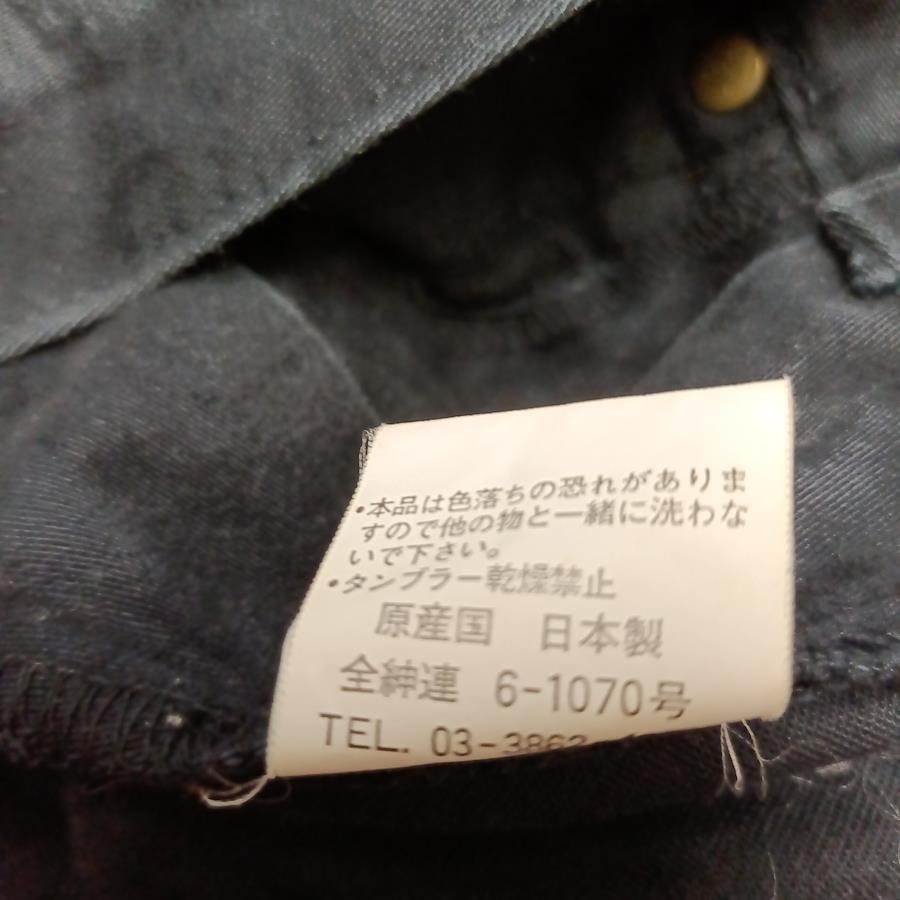 •本品は色落ちの恐れがありま
すので他の物と一緒に洗わな
いで下さい。
•タンブラー乾燥禁止
原産国 日本製
全紳連 6-1070号
TEL. 03-3862